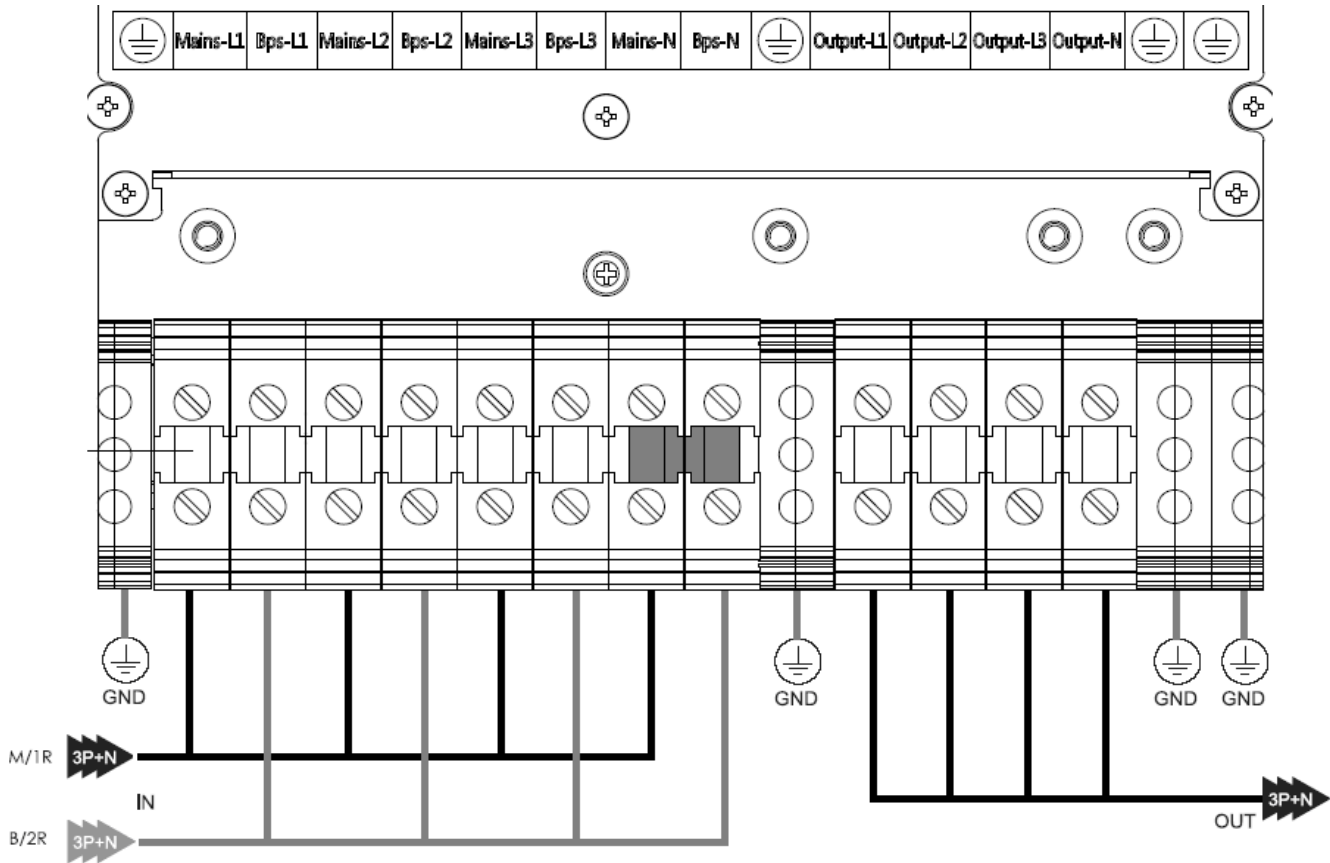 Mains-L1 Bps-L1 Mains-L2 Bps-L2 Mains-L3 Bps-L3 Mains-N Bps-N Output-L1 Output-L2 Output-L3 Output-N
GND GND GND GND
M/1R 3P+N
IN
3P+N
OUT
B/2R 3P+N